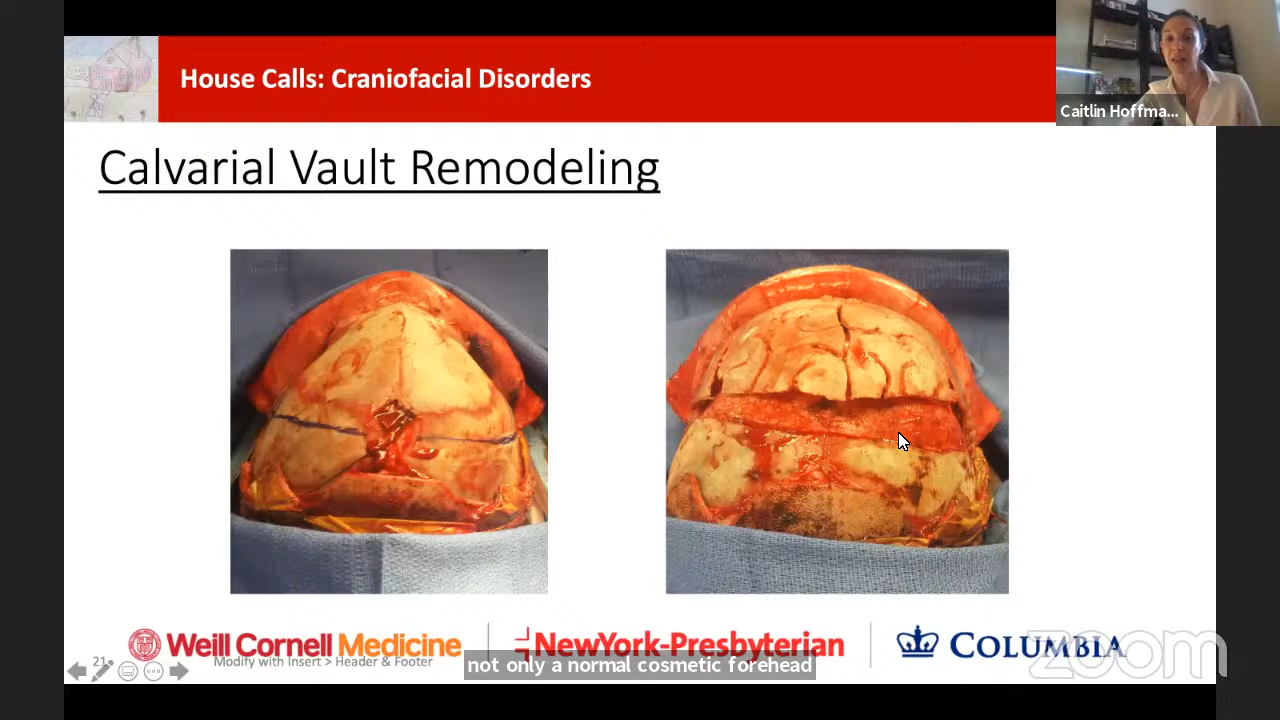 House Calls: Craniofacial Disorders
Caitlin Hoffma...
Calvarial Vault Remodeling
Weill Cornell Medicine
NewYork-Presbyterian
COLUMBIA
zoom
21
Modify with Insert > Header & Footer
not only a normal cosmetic forehead